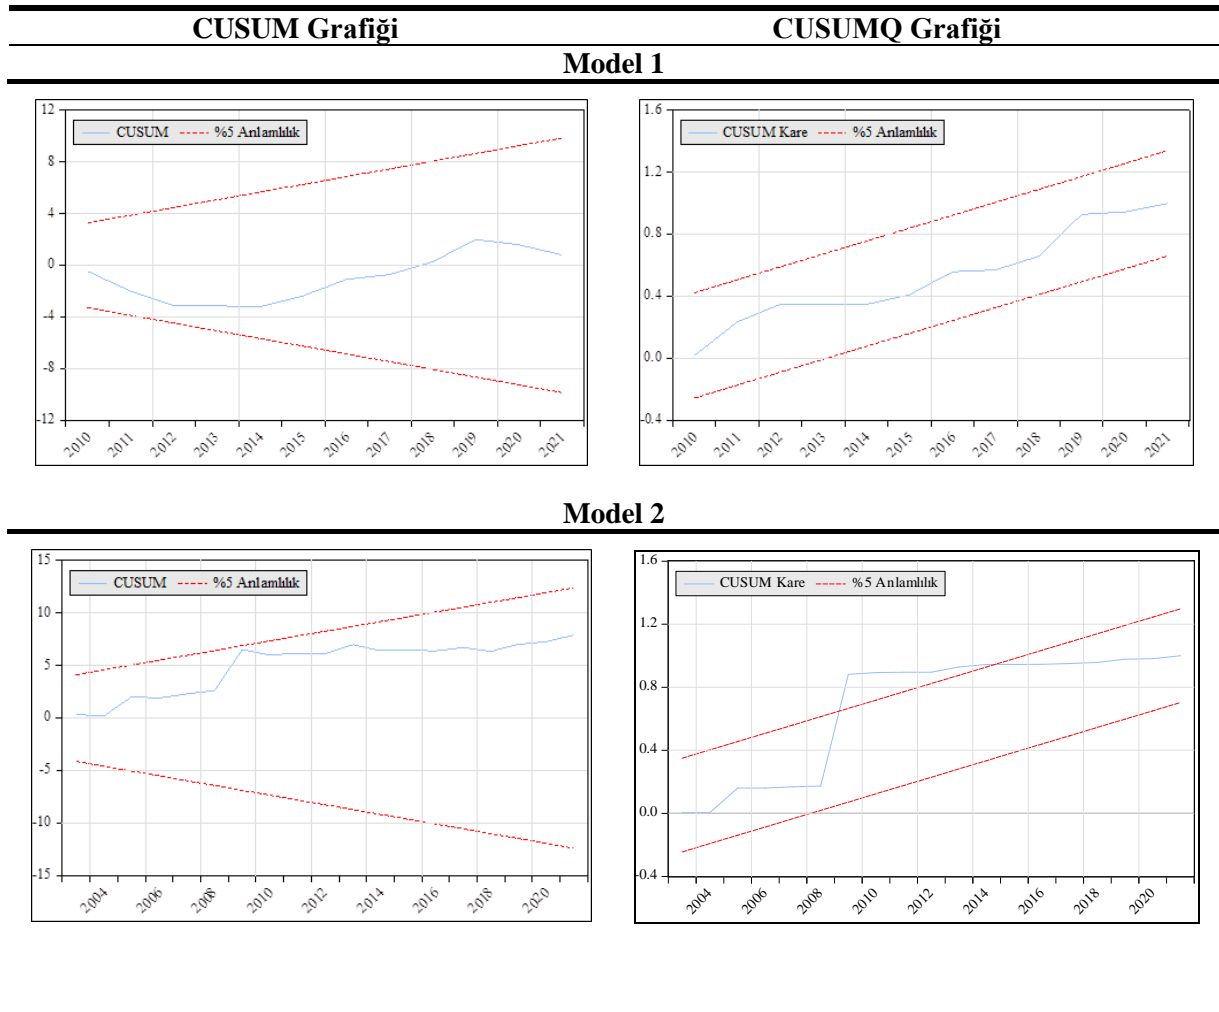 CUSUM Grafiği CUSUMQ Grafiği
Model 1
12
8
4
0
-4
-8
-12
CUSUM %5 Anlamlılık
2010 2011 2012 2013 2014 2015 2016 2017 2018 2019 2020 2021
1.6
1.2
0.8
0.4
0.0
-0.4
CUSUM Kare %5 Anlamlılık
2010 2011 2012 2013 2014 2015 2016 2017 2018 2019 2020 2021
Model 2
15
10
5
0
-5
-10
-15
CUSUM %5 Anlamlılık
2004 2006 2008 2010 2012 2014 2016 2018 2020
1.6
1.2
0.8
0.4
0.0
-0.4
CUSUM Kare %5 Anlamlılık
2004 2006 2008 2010 2012 2014 2016 2018 2020